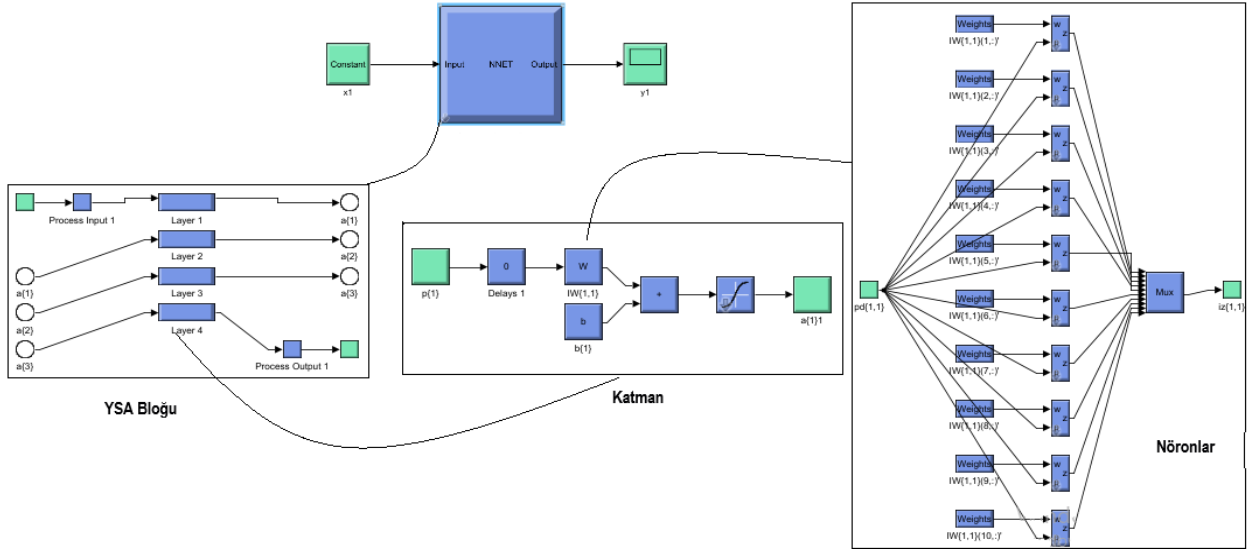 Constant
x1
Input NNET Output
y1
Process Input 1
Layer 1
a{1}
Layer 2
a{2}
a{1}
Layer 3
a{3}
a{2}
Layer 4
a{3}
Process Output 1
YSA Bloğu
p{1}
0
Delays 1
W
IW{1,1}
b
b{1}
+
a{1}1
Katman
Weights
w
z
IW{1,1}(1,:)'
Weights
w
z
IW{1,1}(2,:)'
Weights
w
z
IW{1,1}(3,:)'
Weights
w
z
IW{1,1}(4,:)'
Weights
w
z
IW{1,1}(5,:)'
pd{1,1}
Mux
iz{1,1}
Weights
w
z
IW{1,1}(6,:)'
Weights
w
z
IW{1,1}(7,:)'
Weights
w
z
IW{1,1}(8,:)'
Weights
w
z
IW{1,1}(9,:)'
Weights
w
z
IW{1,1}(10,:)'
Nöronlar